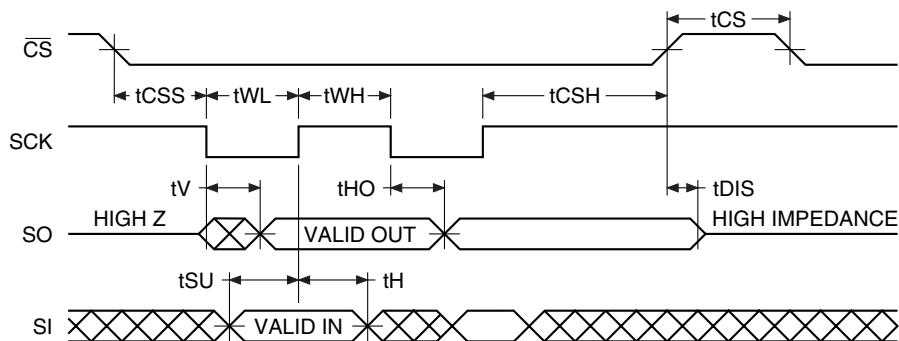 tCS
C̅S̅
tCSS tWL tWH tCSH
SCK
tV tHO tDIS
HIGH Z VALID OUT HIGH IMPEDANCE
SO
tSU tH
SI VALID IN